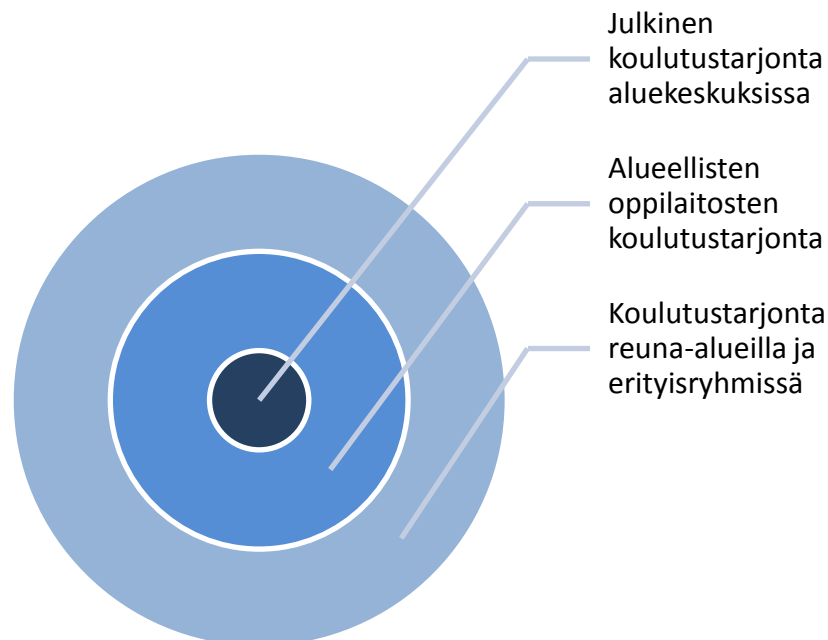 Julkinen
koulutustarjonta
aluekeskuksissa
Alueellisten
oppilaitosten
koulutustarjonta
Koulutustarjonta
reuna-alueilla ja
erityisryhmissä